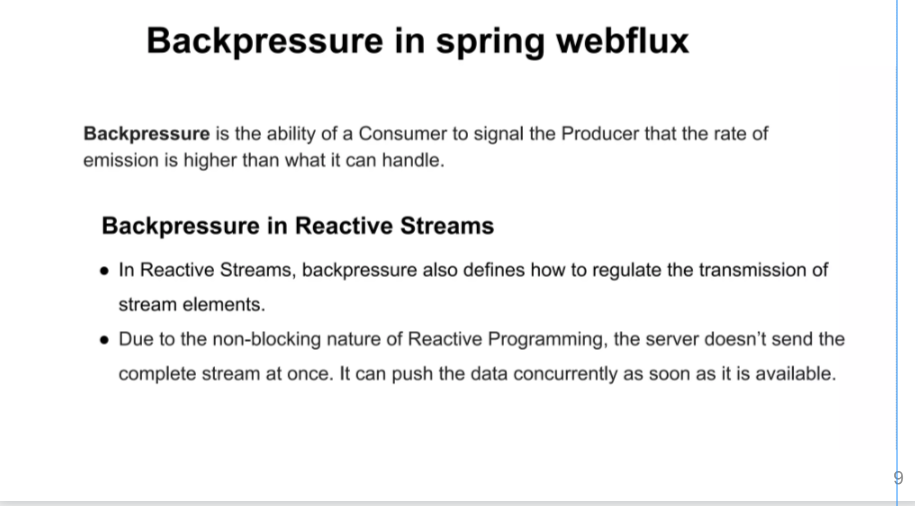 Backpressure in spring webflux
Backpressure is the ability of a Consumer to signal the Producer that the rate of
emission is higher than what it can handle.
Backpressure in Reactive Streams
● In Reactive Streams, backpressure also defines how to regulate the transmission of
stream elements.
● Due to the non-blocking nature of Reactive Programming, the server doesn’t send the
complete stream at once. It can push the data concurrently as soon as it is available.
9